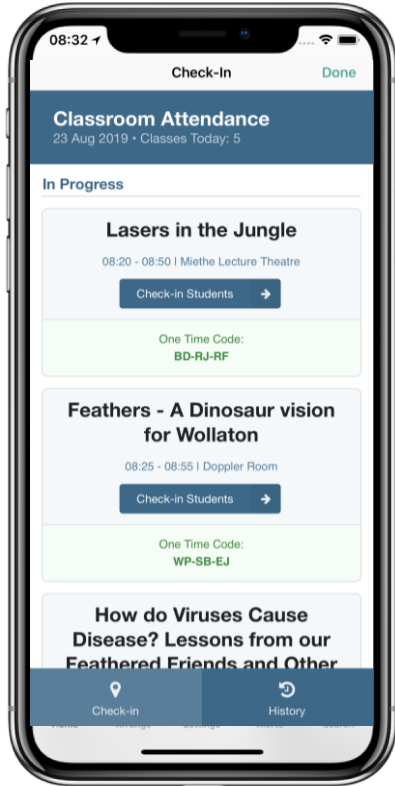 08:32
Check-In
Done
Classroom Attendance
23 Aug 2019 • Classes Today: 5
In Progress
Lasers in the Jungle
08:20 - 08:50 | Miethe Lecture Theatre
Check-in Students
One Time Code:
BD-RJ-RF
Feathers - A Dinosaur vision
for Wollaton
08:25 - 08:55 | Doppler Room
Check-in Students
One Time Code:
WP-SB-EJ
How do Viruses Cause
Disease? Lessons from our
Feathered Friends and Other
Check-in
History